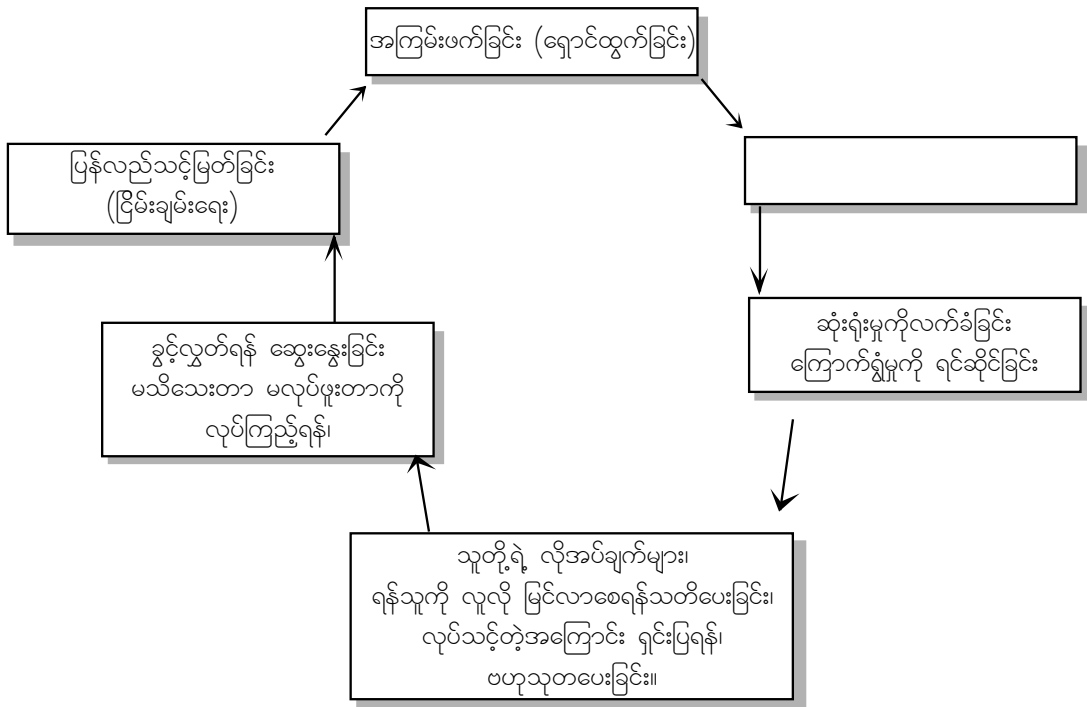 အကြမ်းဖက်ခြင်း (ရှောင်ထွက်ခြင်း)
ဆုံးရှုံးမှုကိုလက်ခံခြင်း
ကြောက်ရွံ့မှုကို ရင်ဆိုင်ခြင်း
သူတို့ရဲ့ လိုအပ်ချက်များ၊
ရန်သူကို လူလို မြင်လာစေရန်သတိပေးခြင်း၊
လုပ်သင့်တဲ့အကြောင်း ရှင်းပြရန်၊
ဗဟုသုတပေးခြင်း။
ခွင့်လွှတ်ရန် ဆွေးနွေးခြင်း
မသိသေးတာ မလုပ်ဖူးတာကို
လုပ်ကြည့်ရန်၊
ပြန်လည်သင့်မြတ်ခြင်း
(ငြိမ်းချမ်းရေး)